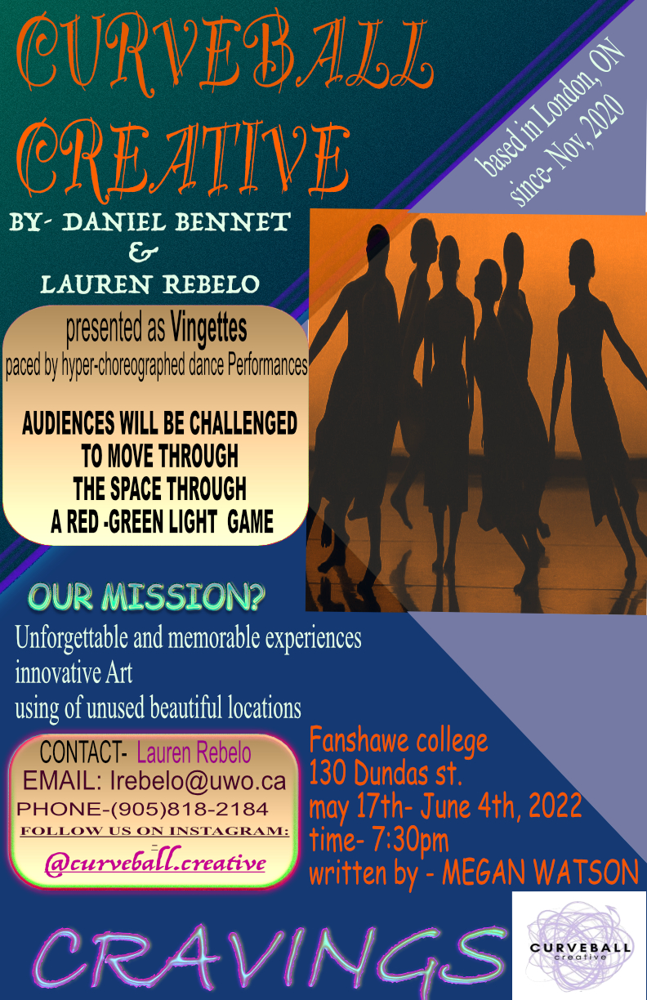 CURVEBALL
CREATIVE
based in London, ON
since- Nov, 2020
BY- DANIEL BENNET
&
LAUREN REBELO
presented as Vingettes
paced by hyper-choreographed dance Performances
AUDIENCES WILL BE CHALLENGED
TO MOVE THROUGH
THE SPACE THROUGH
A RED -GREEN LIGHT GAME
OUR MISSION?
Unforgettable and memorable experiences
innovative Art
using of unused beautiful locations
CONTACT- Lauren Rebelo
EMAIL: lrebelo@uwo.ca
PHONE-(905)818-2184
FOLLOW US ON INSTAGRAM:
@curveball.creative
Fanshawe college
130 Dundas st.
may 17th- June 4th, 2022
time- 7:30pm
written by - MEGAN WATSON
CRAVINGS
CURVEBALL
creative